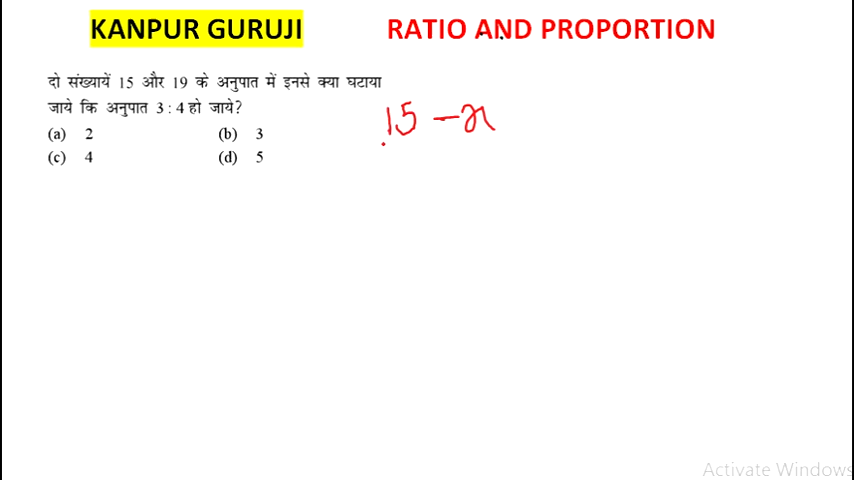 KANPUR GURUJI RATIO AND PROPORTION
दो संख्यायें 15 और 19 के अनुपात में इनसे क्या घटाया
जाये कि अनुपात 3 : 4 हो जाये?
15 - x
(a) 2 (b) 3
(c) 4 (d) 5
Activate Windows